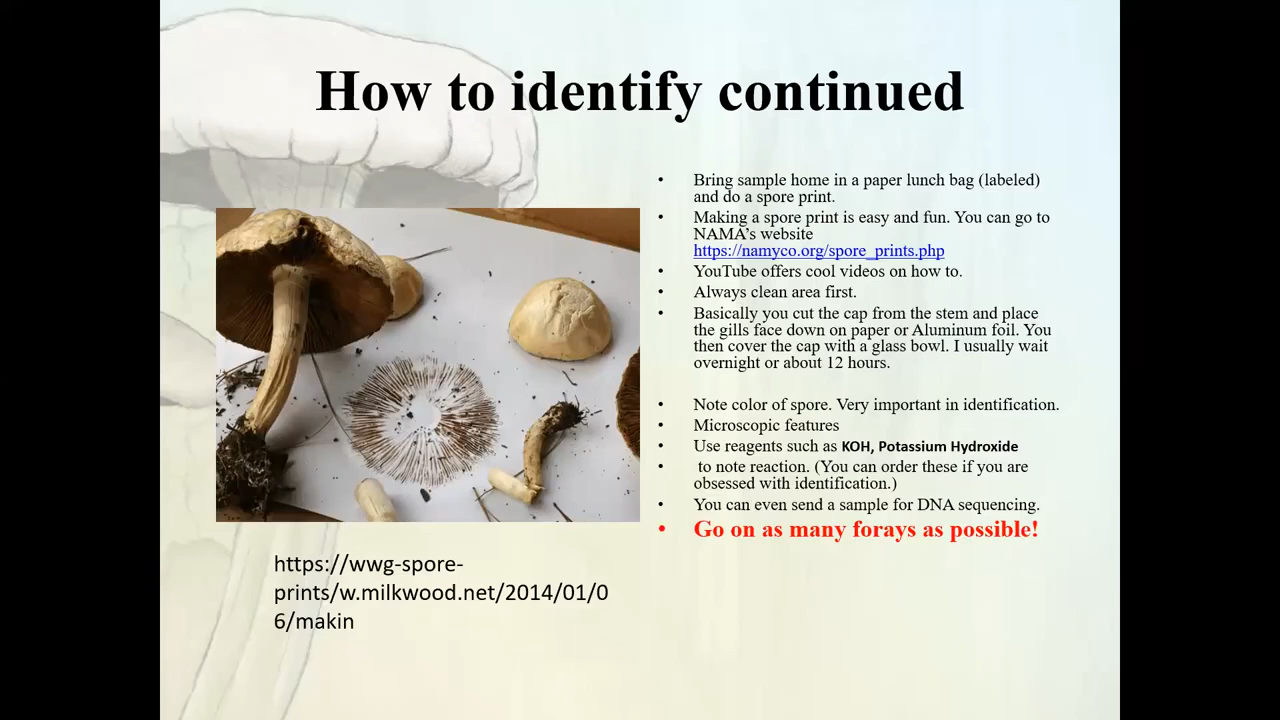 How to identify continued
• Bring sample home in a paper lunch bag (labeled)
and do a spore print.
• Making a spore print is easy and fun. You can go to
NAMA's website
https://namyco.org/spore_prints.php
• YouTube offers cool videos on how to.
• Always clean area first.
• Basically you cut the cap from the stem and place
the gills face down on paper or Aluminum foil. You
then cover the cap with a glass bowl. I usually wait
overnight or about 12 hours.
• Note color of spore. Very important in identification.
• Microscopic features
• Use reagents such as KOH, Potassium Hydroxide
• to note reaction. (You can order these if you are
obsessed with identification.)
• You can even send a sample for DNA sequencing.
• Go on as many forays as possible!
https://wwg-spore-
prints/w.milkwood.net/2014/01/0
6/makin